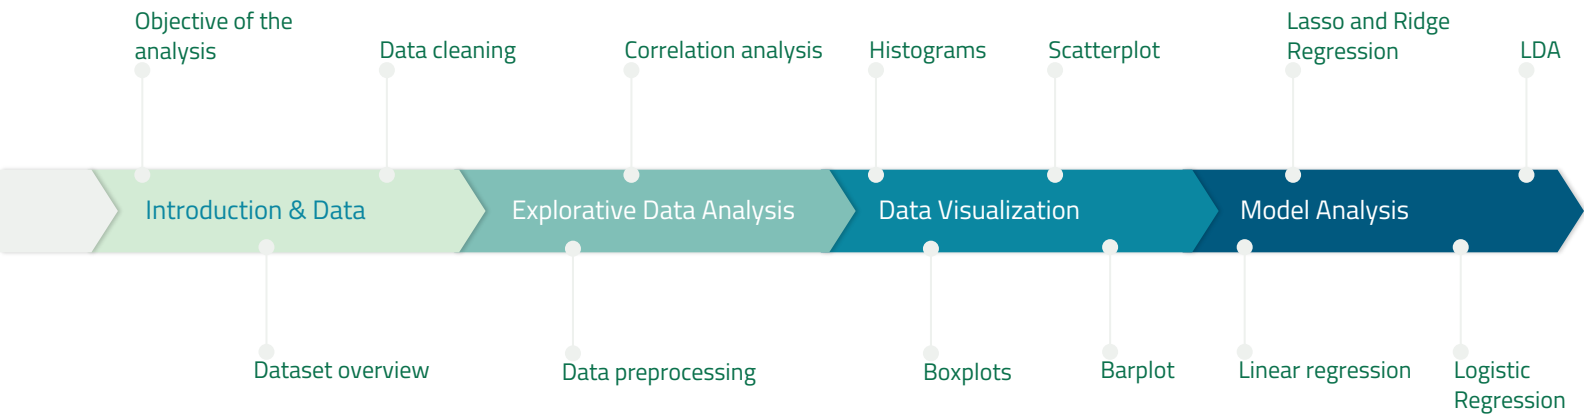 Objective of the
analysis
Data cleaning
Correlation analysis
Histograms
Scatterplot
Lasso and Ridge
Regression
LDA
Introduction & Data
Explorative Data Analysis
Data Visualization
Model Analysis
Dataset overview
Data preprocessing
Boxplots
Barplot
Linear regression
Logistic
Regression